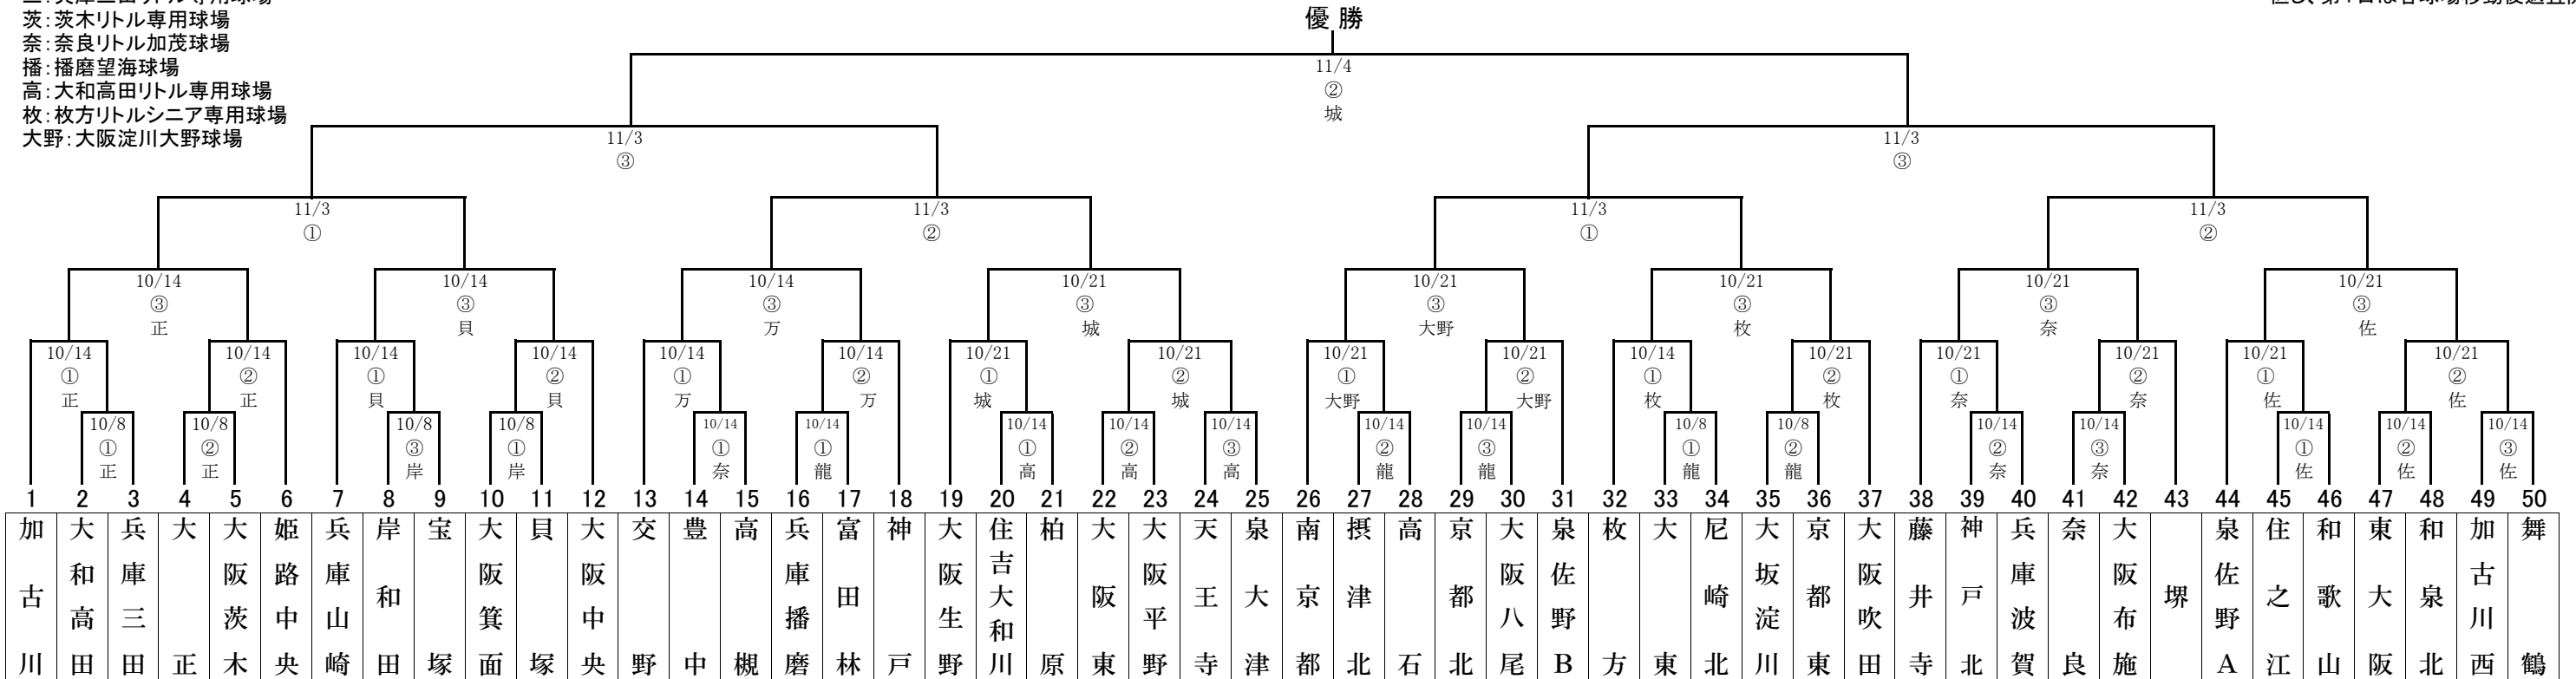 茨：茨木リトル専用球場
奈：奈良リトル加茂球場
播：播磨望海球場
高：大和高田リトル専用球場
枚：枚方リトルシニア専用球場
大野：大阪淀川大野球場
優勝
11/4
②
城
11/3 11/3
③ ③
11/3 11/3 11/3 11/3
① ② ① ②
10/14 10/14 10/14 10/21 10/21 10/21 10/21 10/21
③ ③ ③ ③ ③ ③ ③ ③
正 貝 万 城 大野 枚 奈 佐
10/14 10/14 10/14 10/14 10/14 10/14 10/21 10/21 10/21 10/21 10/14 10/21 10/21 10/21 10/21 10/21
① ② ① ② ① ② ① ② ① ② ① ② ① ② ① ②
正 正 貝 貝 万 万 城 城 大野 大野 枚 枚 奈 奈 佐 佐
10/8 10/8 10/8 10/8 10/14 10/14 10/14 10/14 10/14 10/14 10/14 10/8 10/8 10/14 10/14 10/14 10/14 10/14
① ② ③ ① ① ① ① ② ③ ② ③ ① ② ② ③ ① ② ③
正 正 岸 岸 奈 龍 高 高 高 龍 龍 龍 龍 奈 奈 佐 佐 佐
1 2 3 4 5 6 7 8 9 10 11 12 13 14 15 16 17 18 19 20 21 22 23 24 25 26 27 28 29 30 31 32 33 34 35 36 37 38 39 40 41 42 43 44 45 46 47 48 49 50
加古川
大和高田
兵庫三田
大正
大阪茨木
姫路中央
兵庫山崎
岸和田
宝塚
大阪箕面
貝塚
大阪中央
交野
豊中
高槻
兵庫播磨
富田林
神戸
大阪生野
住吉大和川
柏原
大阪東
大阪平野
天王寺
泉大津
南京都
摂津北
高石
京都北
大阪八尾
泉佐野B
枚方
大東
尼崎北
大坂淀川
京都東
大阪吹田
藤井寺
神戸北
兵庫波賀
奈良
大阪布施
堺
泉佐野A
住之江
和歌山
東大阪
和泉北
加古川西
舞鶴